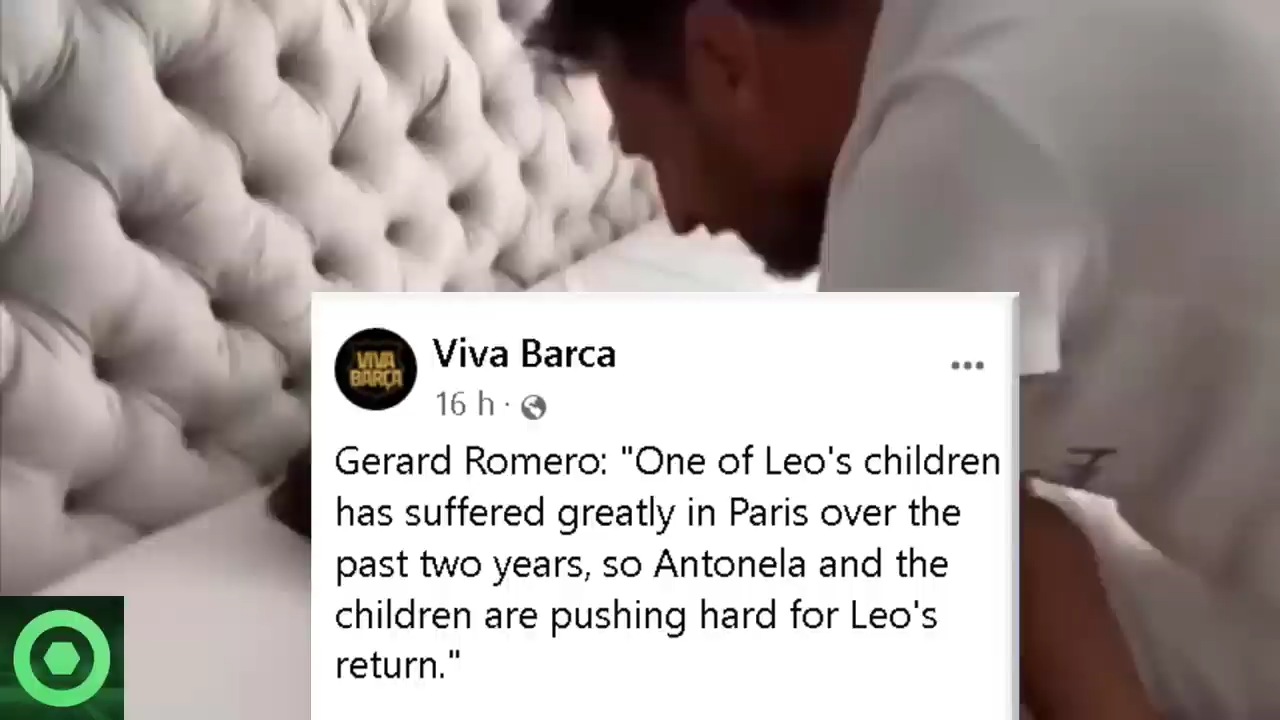 VIVA
BARÇA
Viva Barca
16 h ·
Gerard Romero: "One of Leo's children
has suffered greatly in Paris over the
past two years, so Antonela and the
children are pushing hard for Leo's
return."